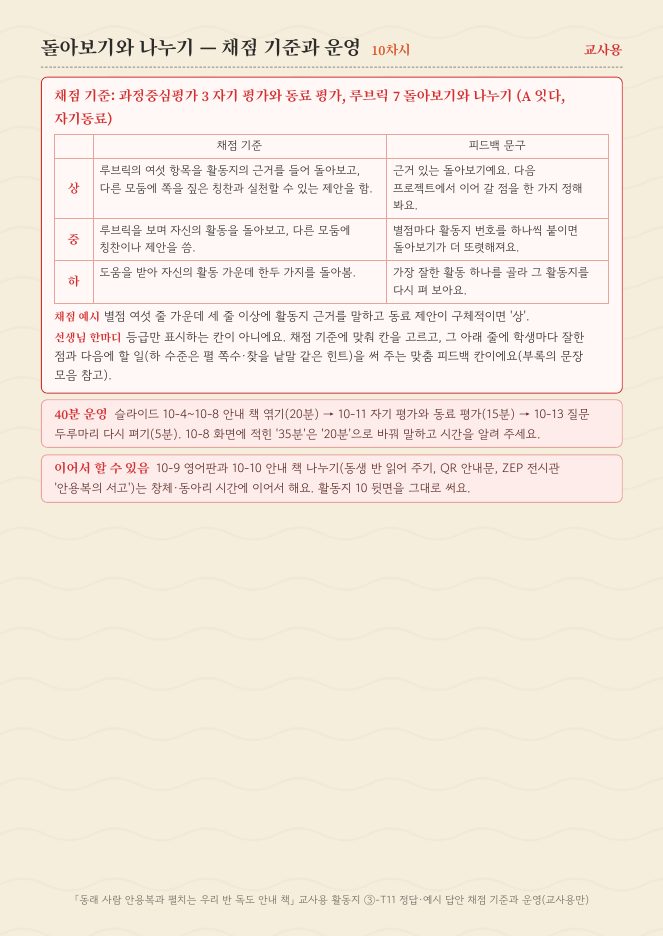 돌아보기와 나누기 — 채점 기준과 운영 10차시 교사용
채점 기준: 과정중심평가 3 자기 평가와 동료 평가, 루브릭 7 돌아보기와 나누기 (A 잇다,
자기동료)
채점 기준 피드백 문구
상
루브릭의 여섯 항목을 활동지의 근거를 들어 돌아보고,
다른 모둠에 쪽을 짚은 칭찬과 실천할 수 있는 제안을 함.
근거 있는 돌아보기예요. 다음
프로젝트에서 이어 갈 점을 한 가지 정해
봐요.
중
루브릭을 보며 자신의 활동을 돌아보고, 다른 모둠에
칭찬이나 제안을 씀.
별점마다 활동지 번호를 하나씩 붙이면
돌아보기가 더 또렷해져요.
하
도움을 받아 자신의 활동 가운데 한두 가지를 돌아봄.
가장 잘한 활동 하나를 골라 그 활동지를
다시 펴 보아요.
채점 예시 별점 여섯 줄 가운데 세 줄 이상에 활동지 근거를 말하고 동료 제안이 구체적이면 '상'.
선생님 한마디 등급만 표시하는 칸이 아니에요. 채점 기준에 맞춰 칸을 고르고, 그 아래 줄에 학생마다 잘한
점과 다음에 할 일(하 수준은 펼 쪽수·찾을 낱말 같은 힌트)을 써 주는 맞춤 피드백 칸이에요(부록의 문장
모음 참고).
40분 운영 슬라이드 10-4~10-8 안내 책 엮기(20분) → 10-11 자기 평가와 동료 평가(15분) → 10-13 질문
두루마리 다시 펴기(5분). 10-8 화면에 적힌 '35분'은 '20분'으로 바꿔 말하고 시간을 알려 주세요.
이어서 할 수 있음 10-9 영어판과 10-10 안내 책 나누기(동생 반 읽어 주기, QR 안내문, ZEP 전시관
'안용복의 서고')는 창체·동아리 시간에 이어서 해요. 활동지 10 뒷면을 그대로 써요.
「동래 사람 안용복과 펼치는 우리 반 독도 안내 책」 교사용 활동지 ③-T11 정답·예시 답안 채점 기준과 운영(교사용만)